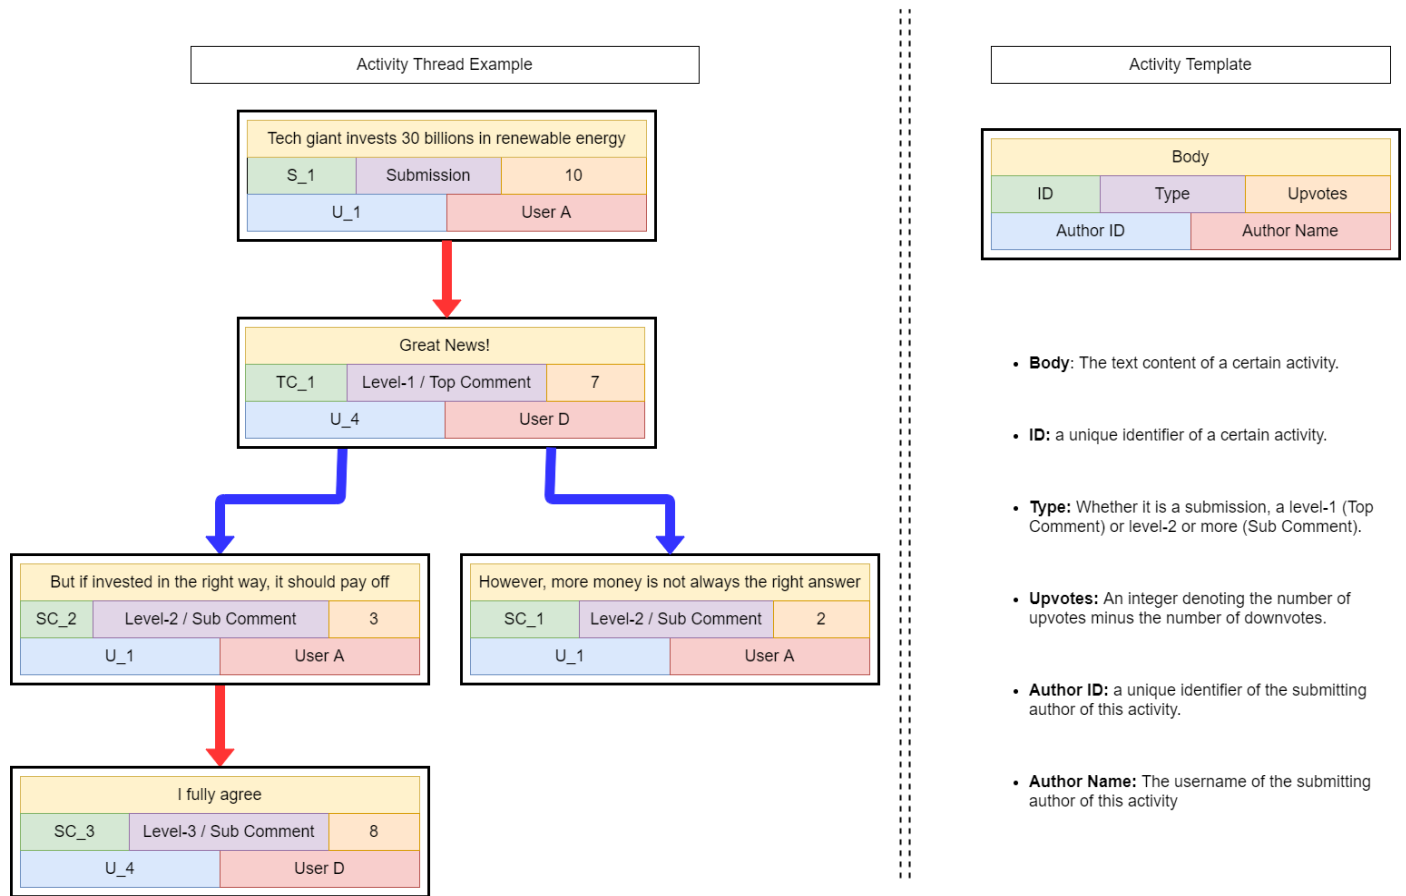 Activity Thread Example
Tech giant invests 30 billions in renewable energy
S_1 Submission 10
U_1 User A
Great News!
TC_1 Level-1 / Top Comment 7
U_4 User D
But if invested in the right way, it should pay off
SC_2 Level-2 / Sub Comment 3
U_1 User A
However, more money is not always the right answer
SC_1 Level-2 / Sub Comment 2
U_1 User A
I fully agree
SC_3 Level-3 / Sub Comment 8
U_4 User D
Activity Template
Body
ID Type Upvotes
Author ID Author Name
• Body: The text content of a certain activity.
• ID: a unique identifier of a certain activity.
• Type: Whether it is a submission, a level-1 (Top
Comment) or level-2 or more (Sub Comment).
• Upvotes: An integer denoting the number of
upvotes minus the number of downvotes.
• Author ID: a unique identifier of the submitting
author of this activity.
• Author Name: The username of the submitting
author of this activity